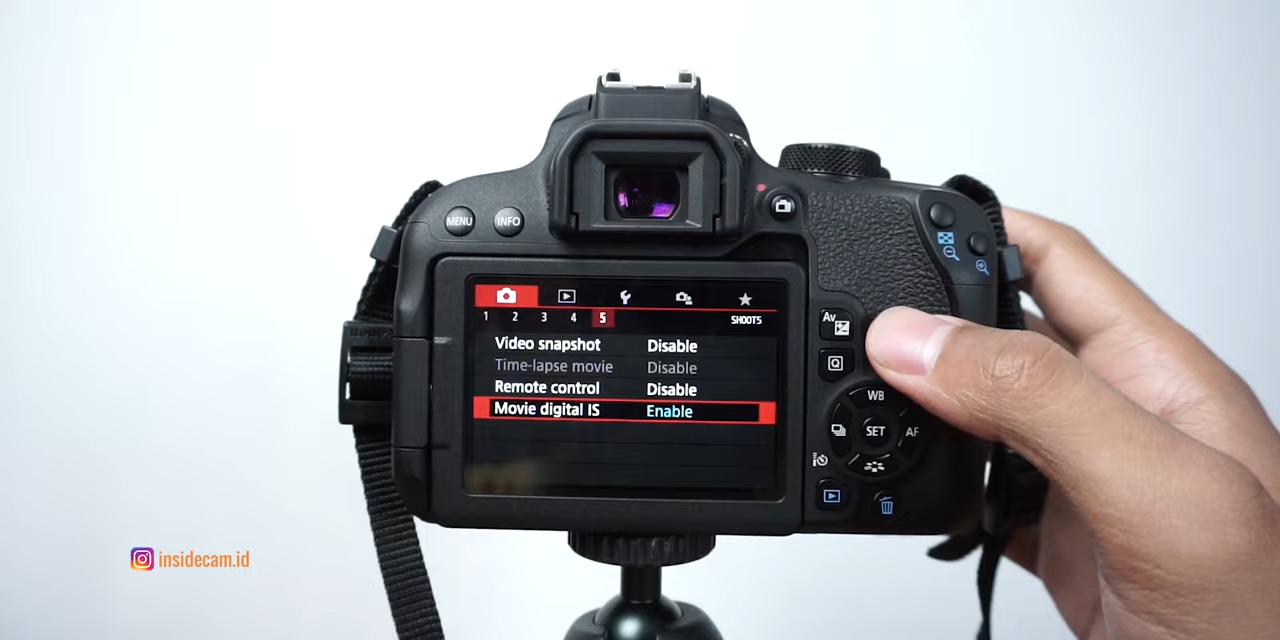 MENU
INFO
1 2 3 4 5 SHOOT5
Video snapshot Disable
Time-lapse movie Disable
Remote control Disable
Movie digital IS Enable
Av
Q
WB
SET
AF
insidecam.id